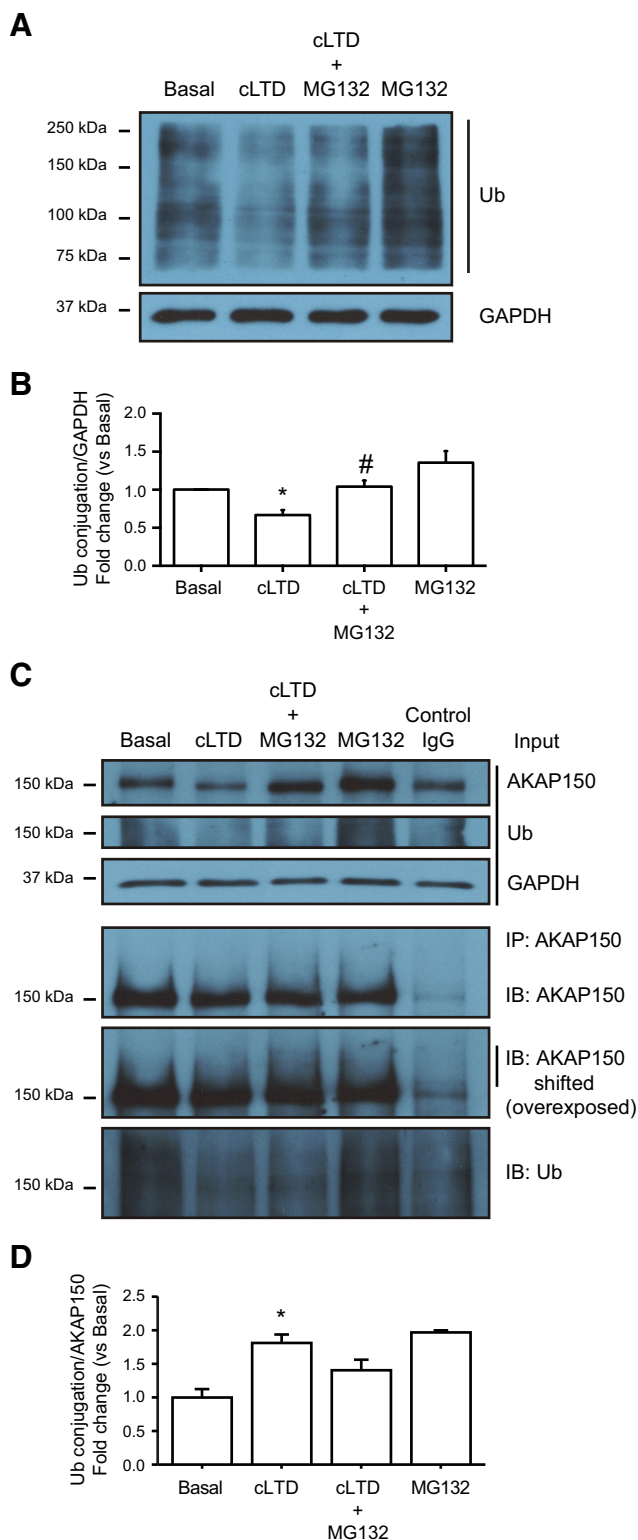 A
cLTD
+
Basal cLTD MG132 MG132
250 kDa
150 kDa
100 kDa
75 kDa
Ub
37 kDa
GAPDH
B
Ub conjugation/GAPDH
Fold change (vs Basal)
2.0
1.5
1.0
0.5
0.0
*
#
Basal cLTD cLTD MG132
+
MG132
C
cLTD
+ Control
Basal cLTD MG132 MG132 IgG Input
150 kDa AKAP150
150 kDa Ub
37 kDa GAPDH
IP: AKAP150
150 kDa IB: AKAP150
IB: AKAP150
shifted
150 kDa (overexposed)
IB: Ub
150 kDa
D
Ub conjugation/AKAP150
Fold change (vs Basal)
2.5
2.0
1.5
1.0
0.5
0.0
*
Basal cLTD cLTD MG132
+
MG132